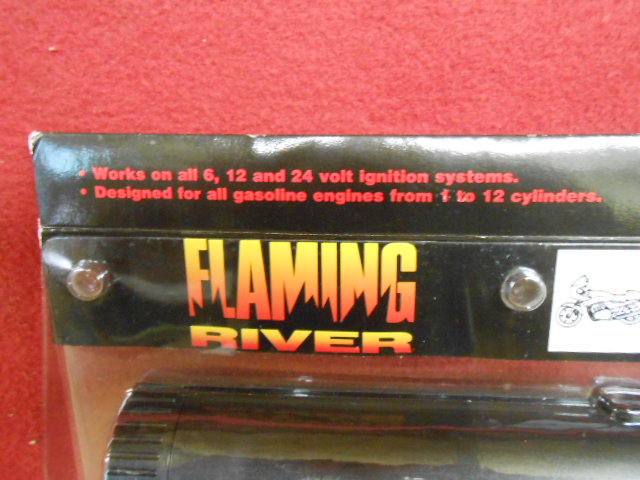 • Works on all 6, 12 and 24 volt ignition systems.
• Designed for all gasoline engines from 1 to 12 cylinders.
FLAMING
RIVER